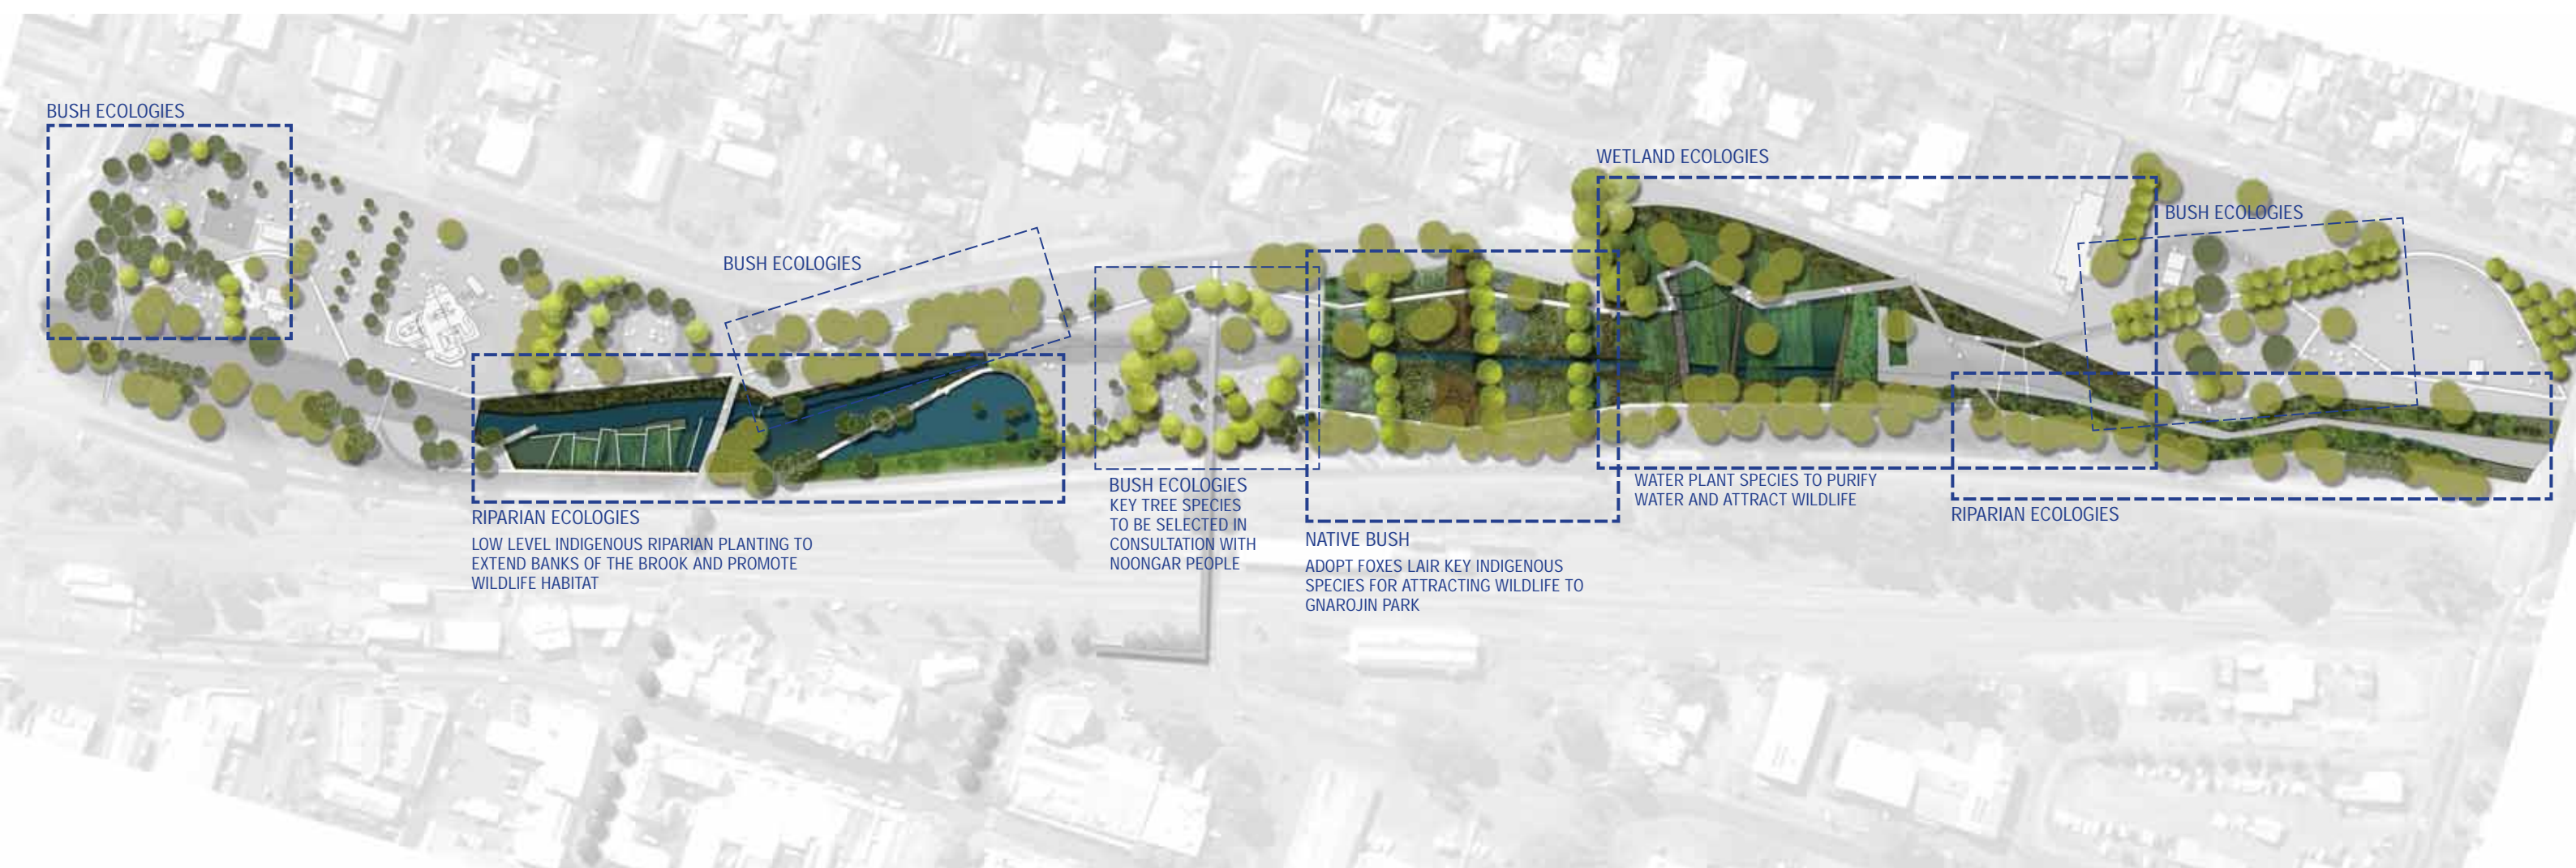 BUSH ECOLOGIES
BUSH ECOLOGIES
RIPARIAN ECOLOGIES
LOW LEVEL INDIGENOUS RIPARIAN PLANTING TO
EXTEND BANKS OF THE BROOK AND PROMOTE
WILDLIFE HABITAT
BUSH ECOLOGIES
KEY TREE SPECIES
TO BE SELECTED IN
CONSULTATION WITH
NOONGAR PEOPLE
NATIVE BUSH
ADOPT FOXES LAIR KEY INDIGENOUS
SPECIES FOR ATTRACTING WILDLIFE TO
GNAROJIN PARK
WETLAND ECOLOGIES
WATER PLANT SPECIES TO PURIFY
WATER AND ATTRACT WILDLIFE
BUSH ECOLOGIES
RIPARIAN ECOLOGIES